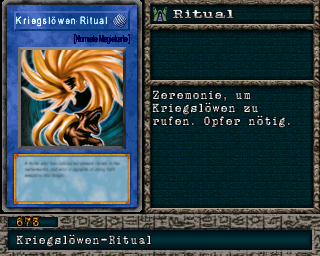 Kriegslöwen-Ritual
[Normale Magiekarte]
Ritual
Zeremonie, um
Kriegslöwen zu
rufen. Opfer nötig.
673
Kriegslöwen-Ritual